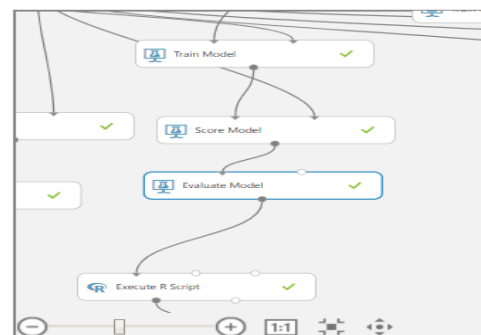 Train Model
Score Model
Evaluate Model
R Execute R Script
1:1